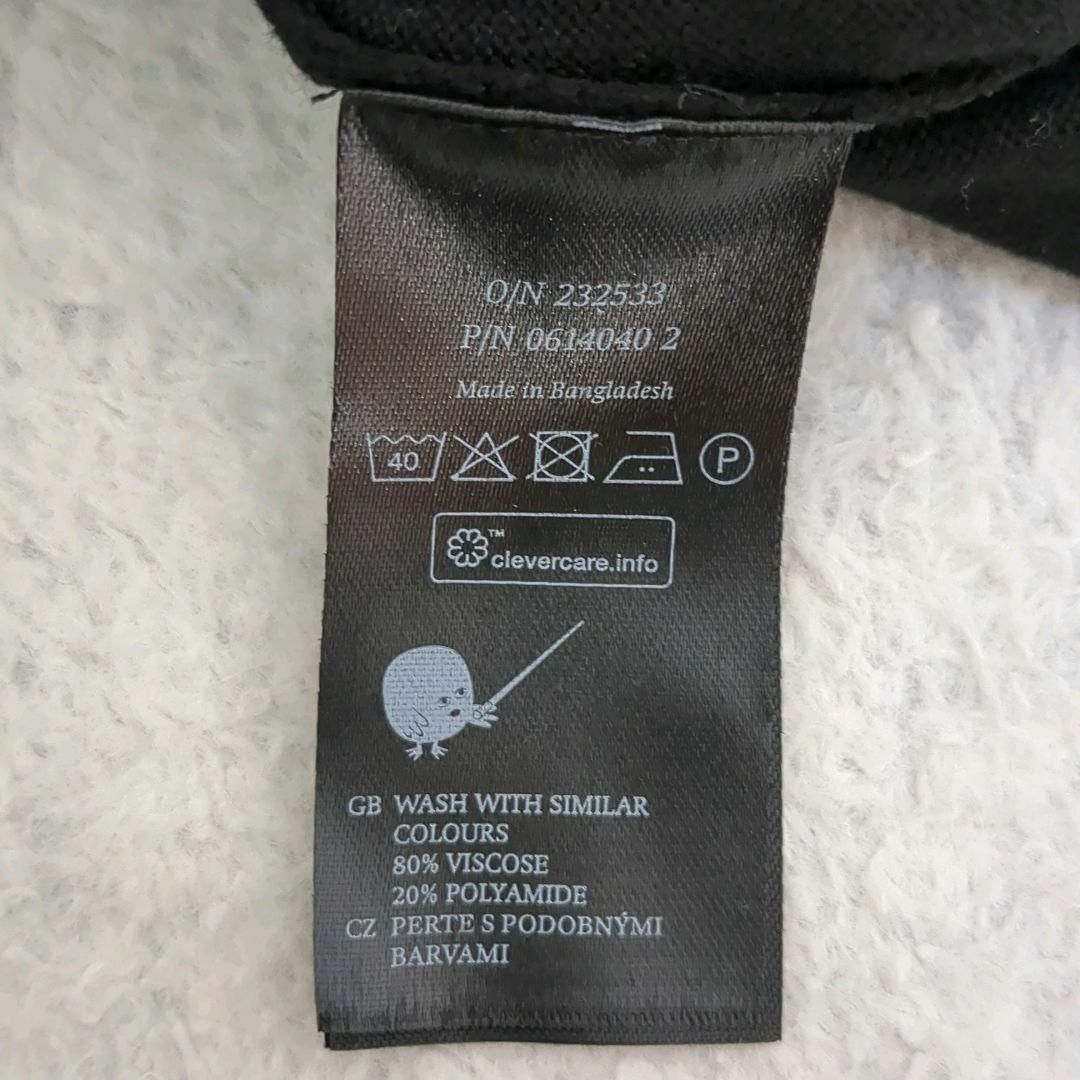 O/N 232533
P/N 0614040 2
Made in Bangladesh
40 P
™
clevercare.info
GB WASH WITH SIMILAR
COLOURS
80% VISCOSE
20% POLYAMIDE
CZ PERTE S PODOBNÝMI
BARVAMI